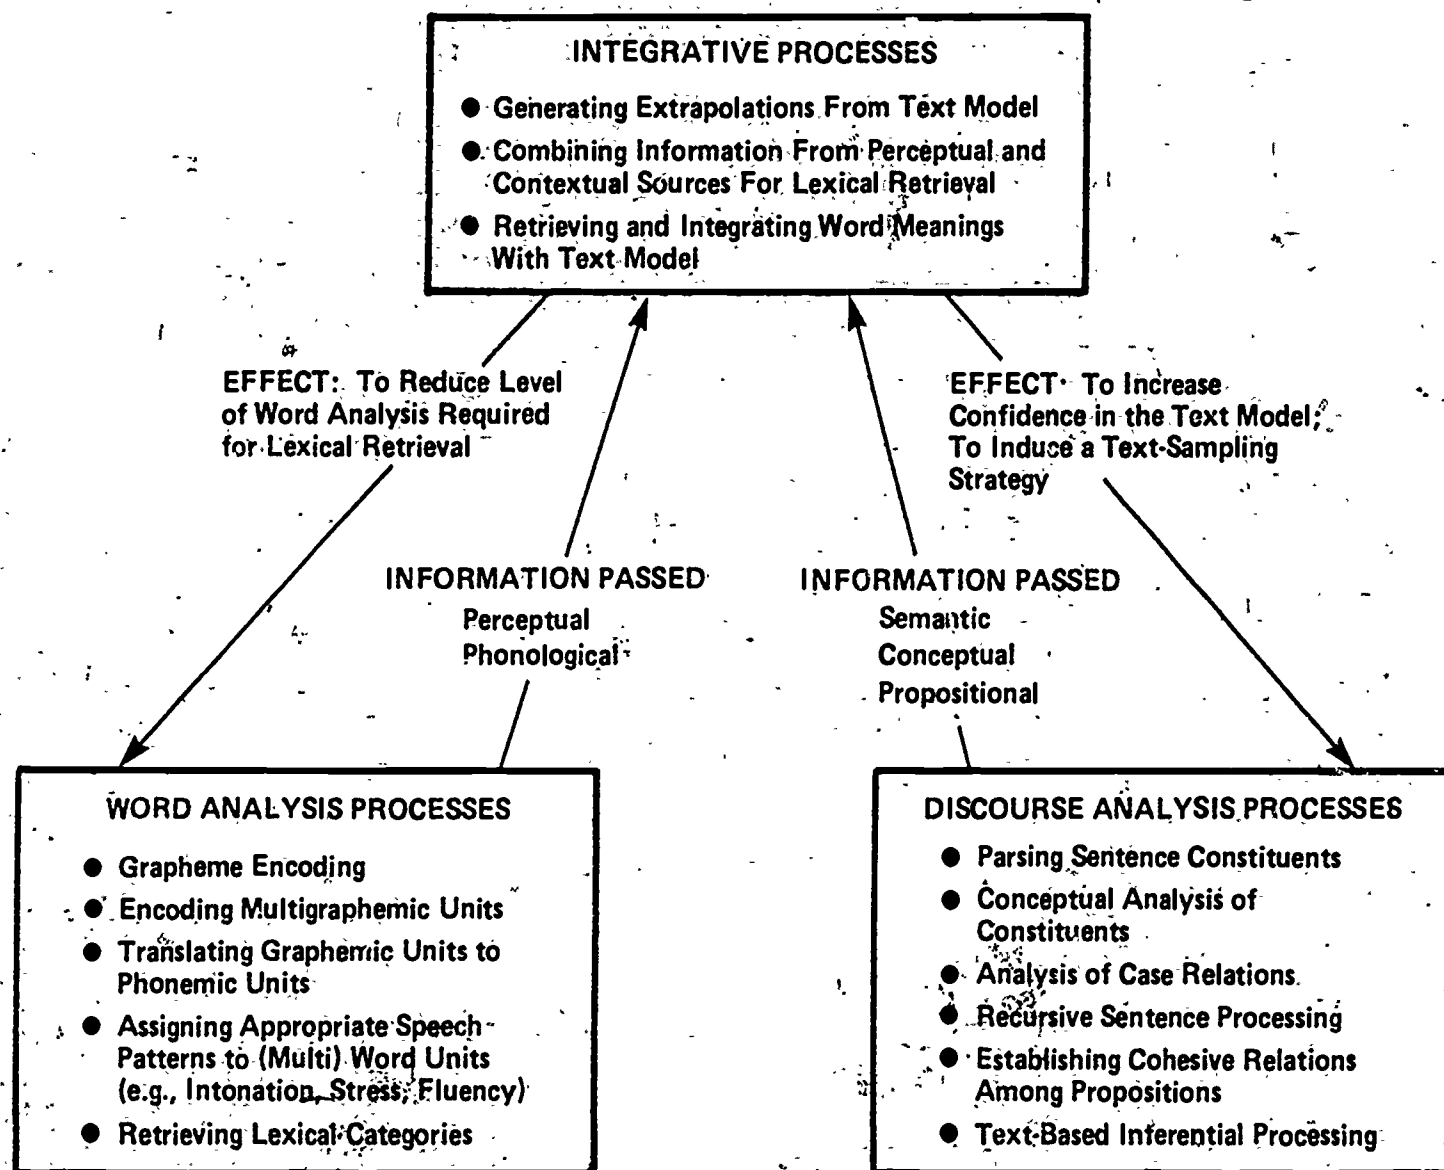 INTEGRATIVE PROCESSES
● Generating Extrapolations From Text Model
● Combining Information From Perceptual and
Contextual Sources For Lexical Retrieval
● Retrieving and Integrating Word Meanings
With Text Model
EFFECT: To Reduce Level
of Word Analysis Required
for Lexical Retrieval
EFFECT: To Increase
Confidence in the Text Model;
To Induce a Text-Sampling
Strategy
INFORMATION PASSED
Perceptual
Phonological
INFORMATION PASSED
Semantic
Conceptual
Propositional
WORD ANALYSIS PROCESSES
● Grapheme Encoding
● Encoding Multigraphemic Units
● Translating Graphemic Units to
Phonemic Units
● Assigning Appropriate Speech
Patterns to (Multi) Word Units
(e.g., Intonation, Stress, Fluency)
● Retrieving Lexical Categories
DISCOURSE ANALYSIS PROCESSES
● Parsing Sentence Constituents
● Conceptual Analysis of
Constituents
● Analysis of Case Relations
● Recursive Sentence Processing
● Establishing Cohesive Relations
Among Propositions
● Text-Based Inferential Processing